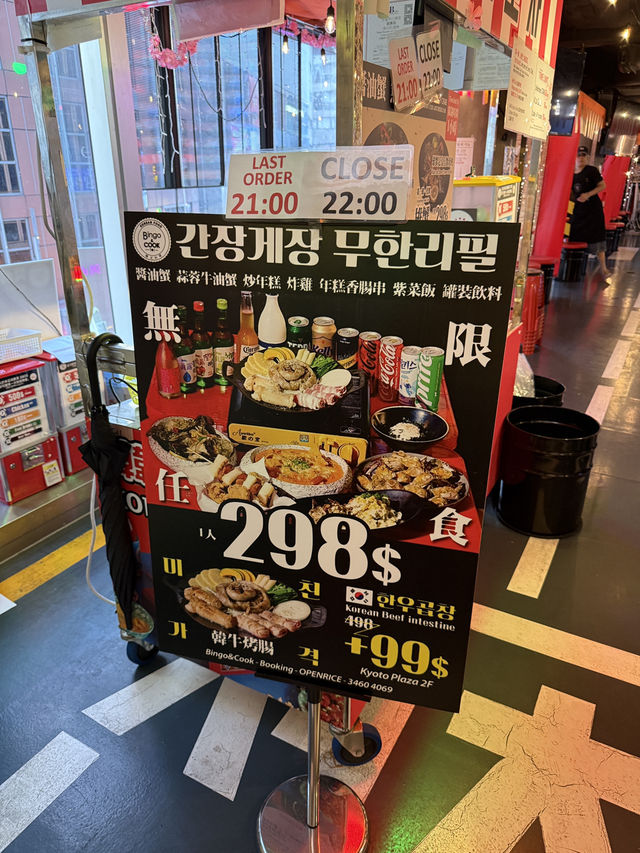 LAST ORDER 21:00
CLOSE 22:00
LAST ORDER 21:00
CLOSE 22:00
Bingo & COOK
간장게장 무한리필
醬油蟹 蒜蓉牛油蟹 炒年糕 炸雞 年糕香腸串 紫菜飯 罐裝飲料
無限
任食
1人 298$
미친 가격
한우곱창
Korean Beef intestine
498
+99$
韓牛烤腸
Bingo&Cook - Booking - OPENRICE - 3460 4069
Kyoto Plaza 2F